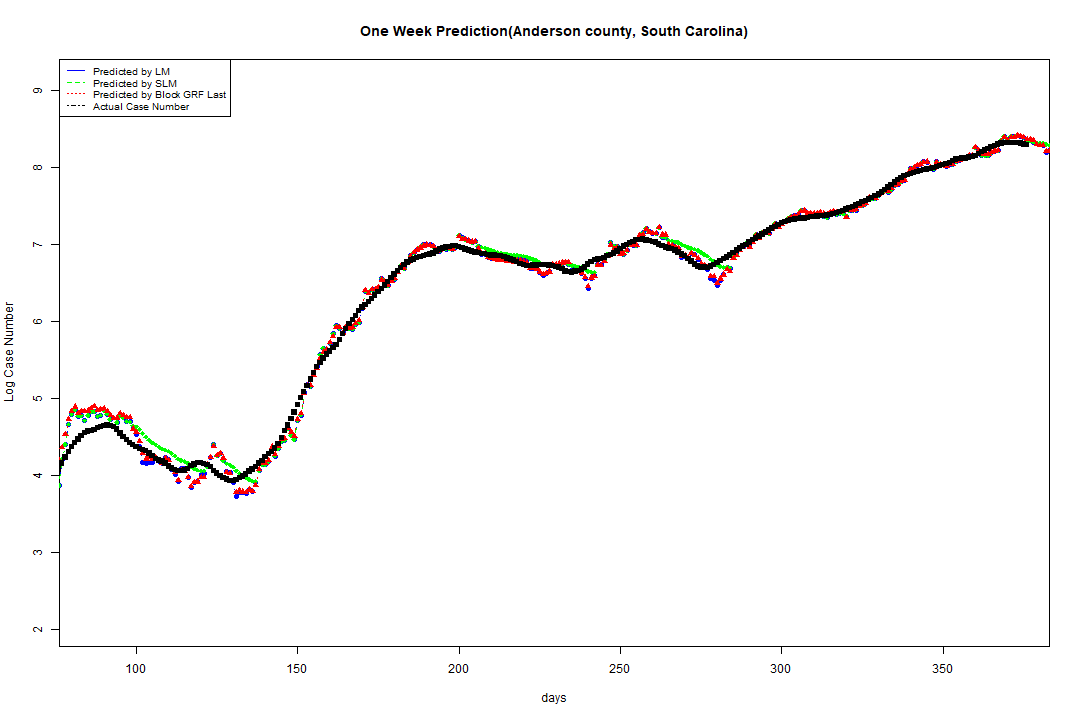 One Week Prediction(Anderson county, South Carolina)
Predicted by LM
Predicted by SLM
Predicted by Block GRF Last
Actual Case Number
9
8
7
6
5
4
3
2
Log Case Number
100 150 200 250 300 350
days